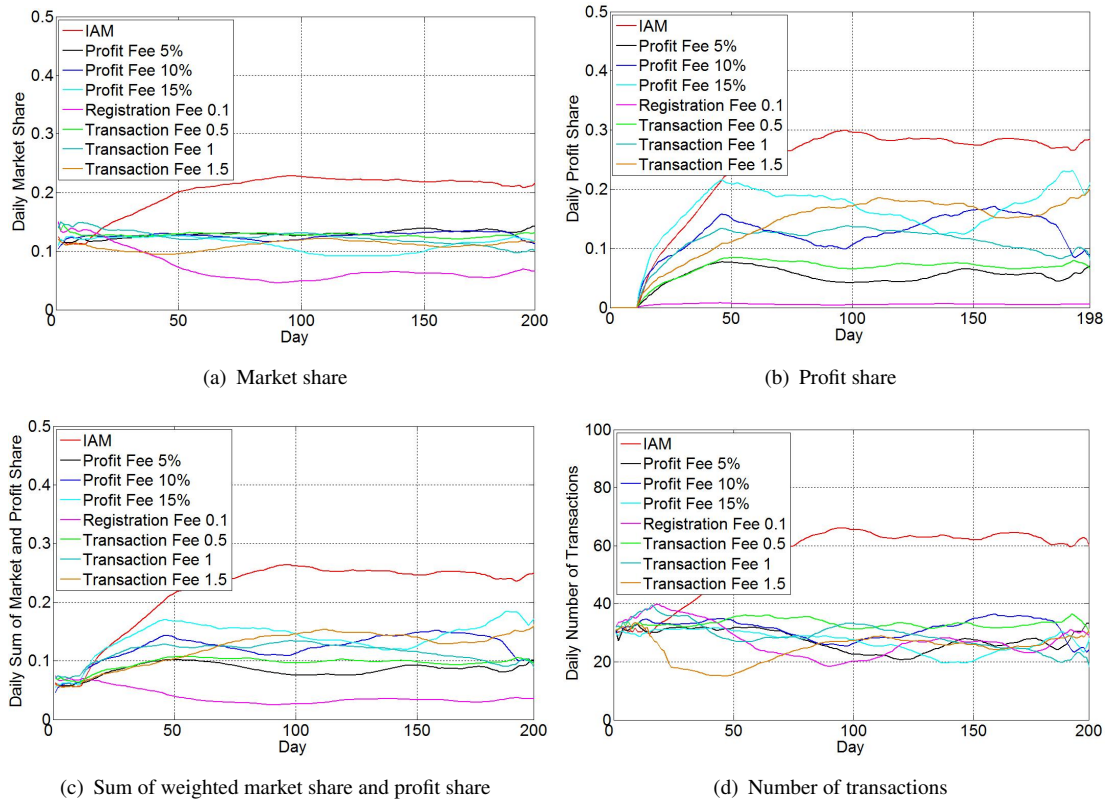 0.5
IAM
Profit Fee 5%
Profit Fee 10%
Profit Fee 15%
Registration Fee 0.1
Transaction Fee 0.5
Transaction Fee 1
Transaction Fee 1.5
0.4
0.3
0.2
0.1
0
Daily Market Share
0 50 100 150 200
Day
(a) Market share
0.5
IAM
Profit Fee 5%
Profit Fee 10%
Profit Fee 15%
Registration Fee 0.1
Transaction Fee 0.5
Transaction Fee 1
Transaction Fee 1.5
0.4
0.3
0.2
0.1
0
Daily Profit Share
0 50 100 150 198
Day
(b) Profit share
0.5
IAM
Profit Fee 5%
Profit Fee 10%
Profit Fee 15%
Registration Fee 0.1
Transaction Fee 0.5
Transaction Fee 1
Transaction Fee 1.5
0.4
0.3
0.2
0.1
0
Daily Sum of Market and Profit Share
0 50 100 150 200
Day
(c) Sum of weighted market share and profit share
100
IAM
Profit Fee 5%
Profit Fee 10%
Profit Fee 15%
Registration Fee 0.1
Transaction Fee 0.5
Transaction Fee 1
Transaction Fee 1.5
80
60
40
20
0
Daily Number of Transactions
0 50 100 150 200
Day
(d) Number of transactions